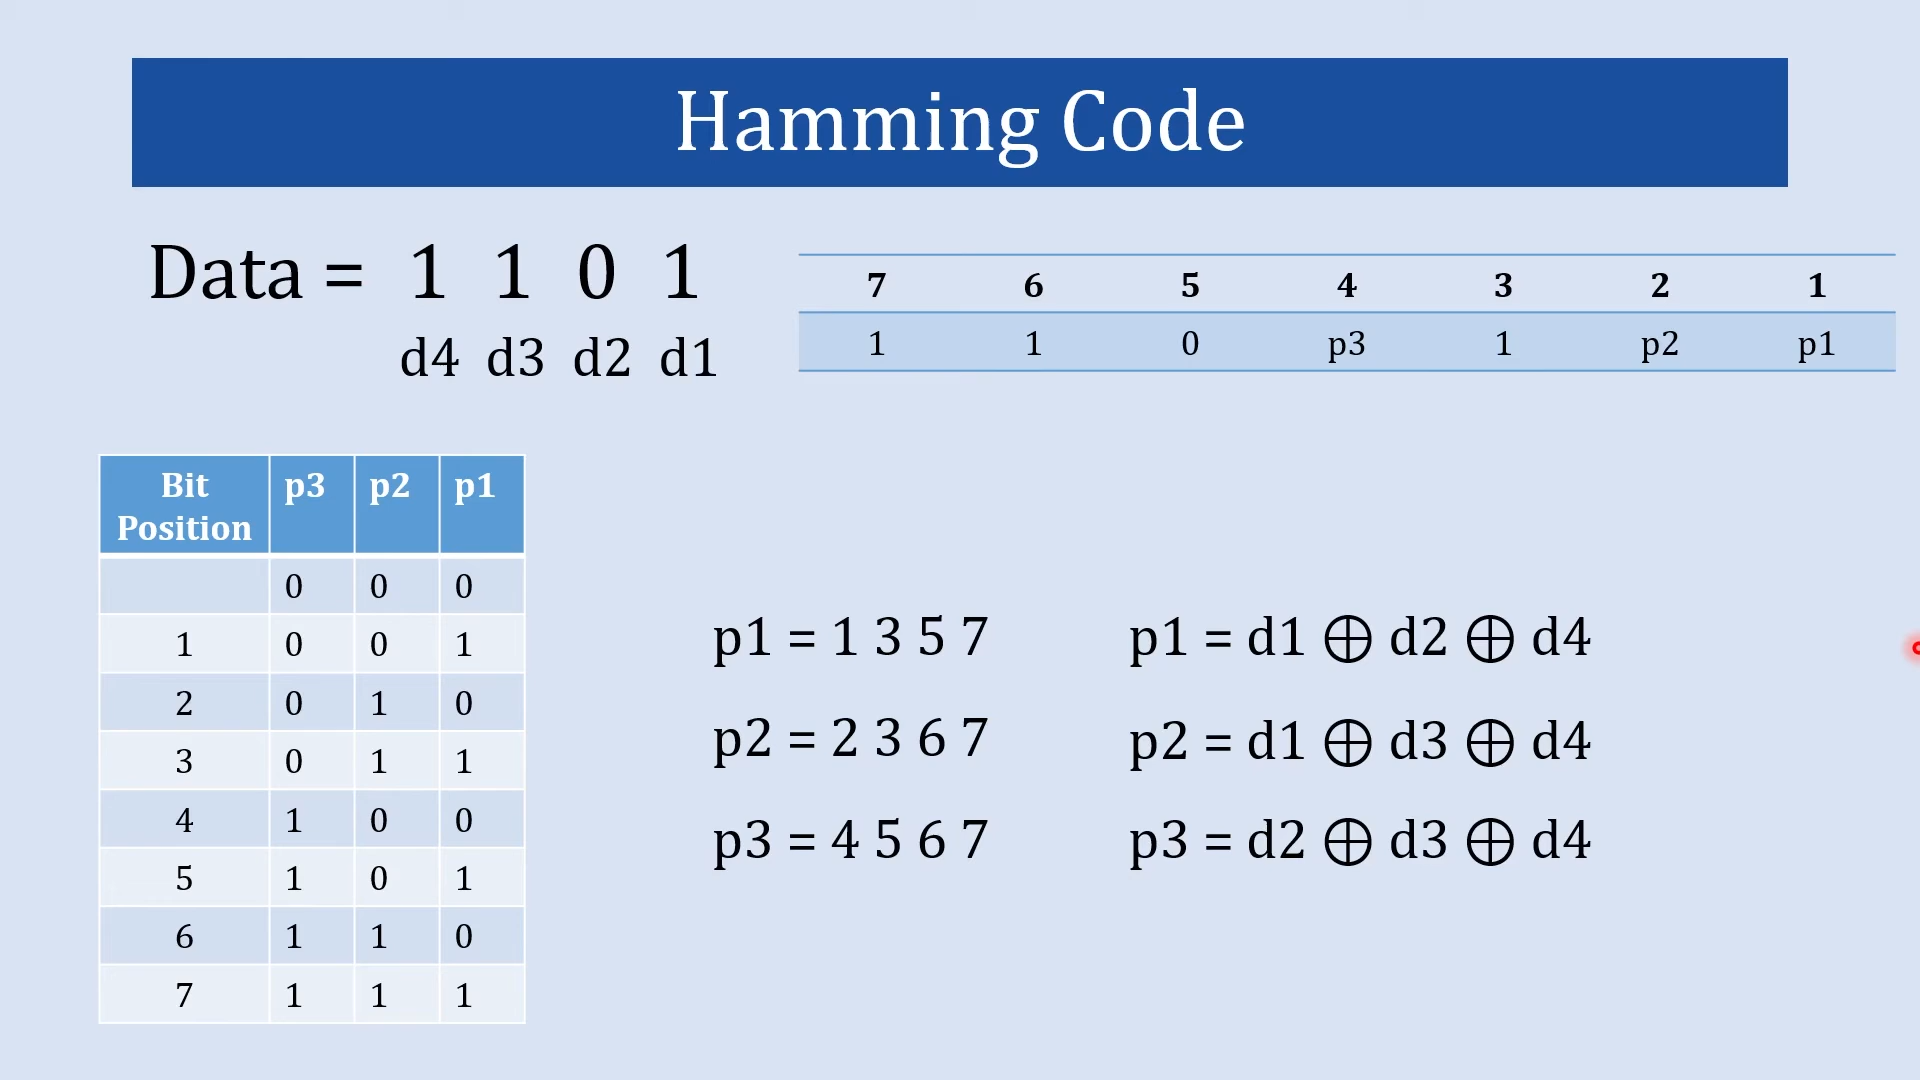 Hamming Code
Data = 1 1 0 1
d4 d3 d2 d1
7 6 5 4 3 2 1
1 1 0 p3 1 p2 p1
Bit Position p3 p2 p1
0 0 0
1 0 0 1
2 0 1 0
3 0 1 1
4 1 0 0
5 1 0 1
6 1 1 0
7 1 1 1
p1 = 1 3 5 7
p2 = 2 3 6 7
p3 = 4 5 6 7
p1 = d1 ⊕ d2 ⊕ d4
p2 = d1 ⊕ d3 ⊕ d4
p3 = d2 ⊕ d3 ⊕ d4